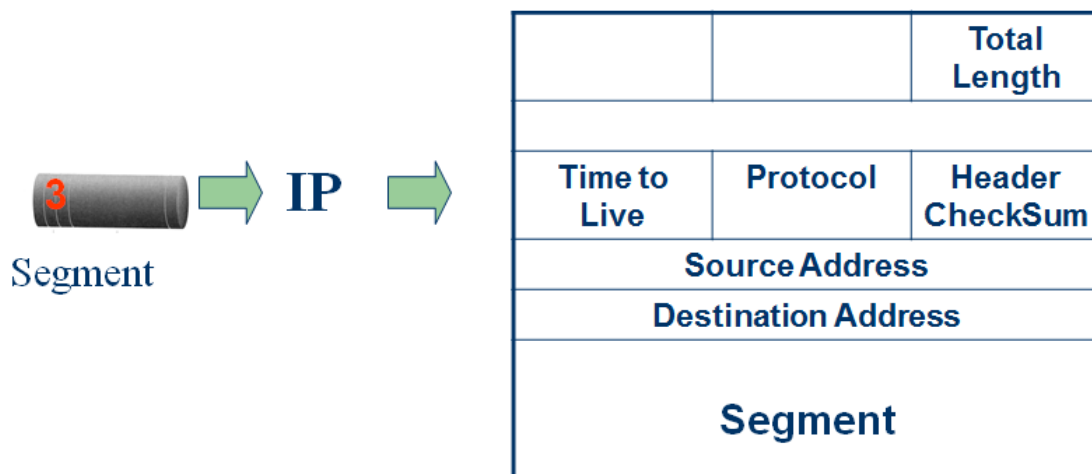 Total
Length
3
IP
Segment
Time to
Live
Protocol
Header
CheckSum
Source Address
Destination Address
Segment